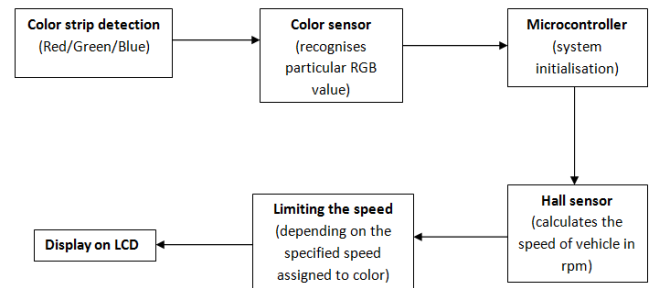 Color strip detection
(Red/Green/Blue)
Color sensor
(recognises
particular RGB
value)
Microcontroller
(system
initialisation)
Hall sensor
(calculates the
speed of vehicle in
rpm)
Limiting the speed
(depending on the
specified speed
assigned to color)
Display on LCD